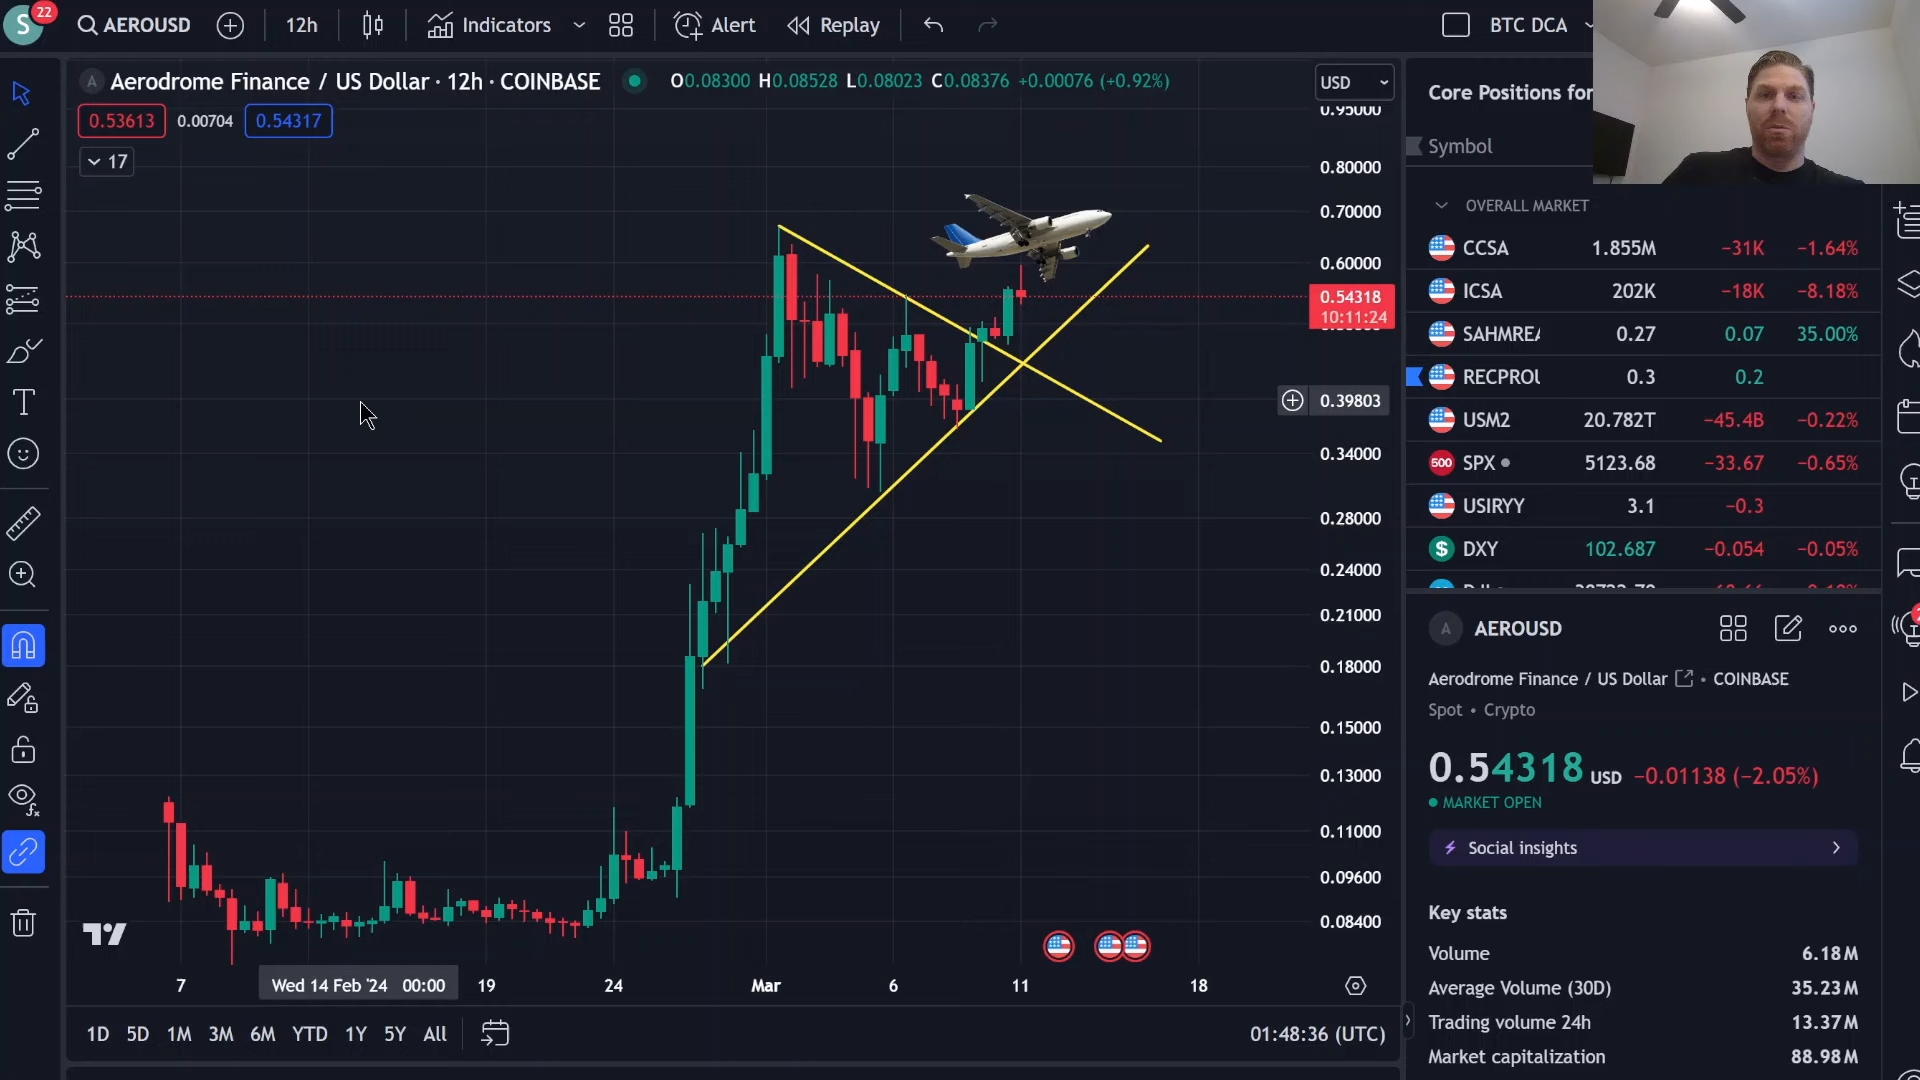 S 22 AEROUSD 12h Indicators Alert Replay BTC DCA
A Aerodrome Finance / US Dollar · 12h · COINBASE O0.08300 H0.08528 L0.08023 C0.08376 +0.00076 (+0.92%) USD
0.53613 0.00704 0.54317
17
0.95000
0.80000
0.70000
0.60000
0.54318
10:11:24
0.39803
0.34000
0.28000
0.24000
0.21000
0.18000
0.15000
0.13000
0.11000
0.09600
0.08400
7 Wed 14 Feb '24 00:00 19 24 Mar 6 11 18
1D 5D 1M 3M 6M YTD 1Y 5Y All 01:48:36 (UTC)
Core Positions for
Symbol
OVERALL MARKET
CCSA 1.855M −31K −1.64%
ICSA 202K −18K −8.18%
SAHMREA 0.27 0.07 35.00%
RECPROU 0.3 0.2
USM2 20.782T −45.4B −0.22%
500 SPX 5123.68 −33.67 −0.65%
USIRYY 3.1 −0.3
$ DXY 102.687 −0.054 −0.05%
A AEROUSD
Aerodrome Finance / US Dollar • COINBASE
Spot • Crypto
0.54318 USD −0.01138 (−2.05%)
MARKET OPEN
Social insights
Key stats
Volume 6.18M
Average Volume (30D) 35.23M
Trading volume 24h 13.37M
Market capitalization 88.98M